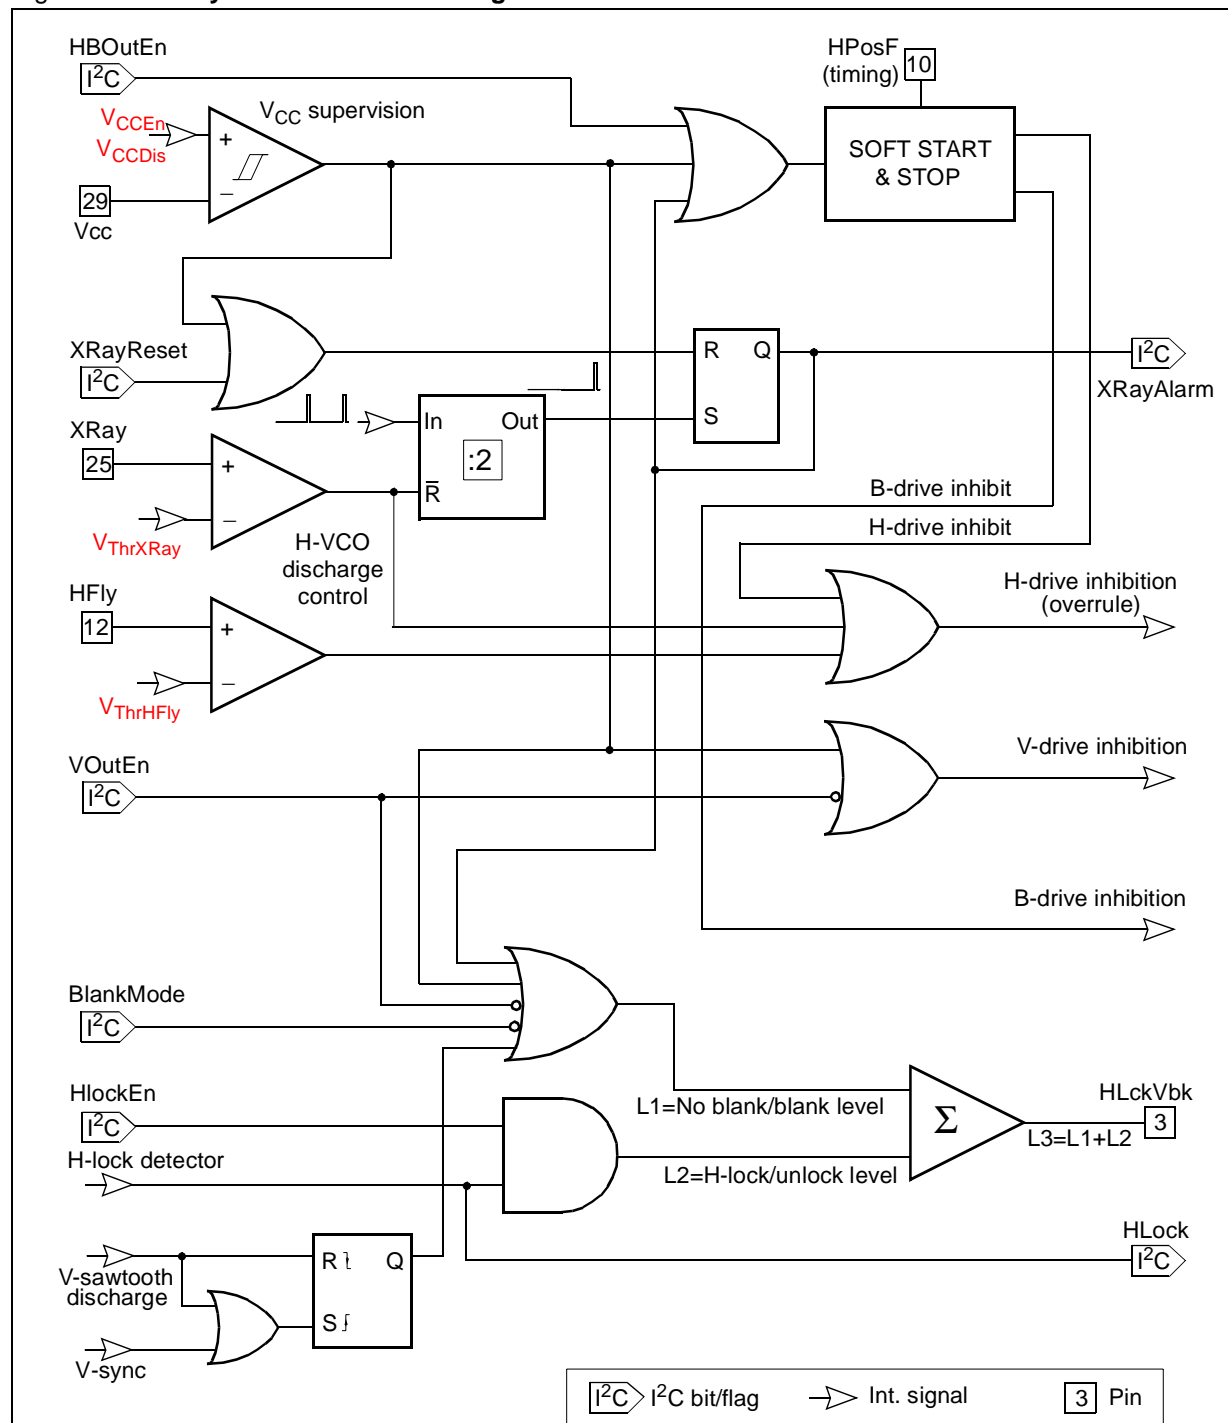 HBOutEn
I2C
VCCEn
VCCDis
+
−
VCC supervision
29
Vcc
HPosF
(timing)
10
SOFT START
& STOP
XRayReset
I2C
R Q
S
I2C
XRayAlarm
XRay
25
+
−
VThrXRay
In Out
:2
R̅
H-VCO
discharge
control
B-drive inhibit
H-drive inhibit
HFly
12
+
−
VThrHFly
H-drive inhibition
(overrule)
VOutEn
I2C
V-drive inhibition
B-drive inhibition
BlankMode
I2C
HlockEn
I2C
L1=No blank/blank level
Σ
HLckVbk
3
L3=L1+L2
H-lock detector
L2=H-lock/unlock level
HLock
I2C
R Q
S
V-sawtooth
discharge
V-sync
I2C I2C bit/flag
Int. signal
3 Pin